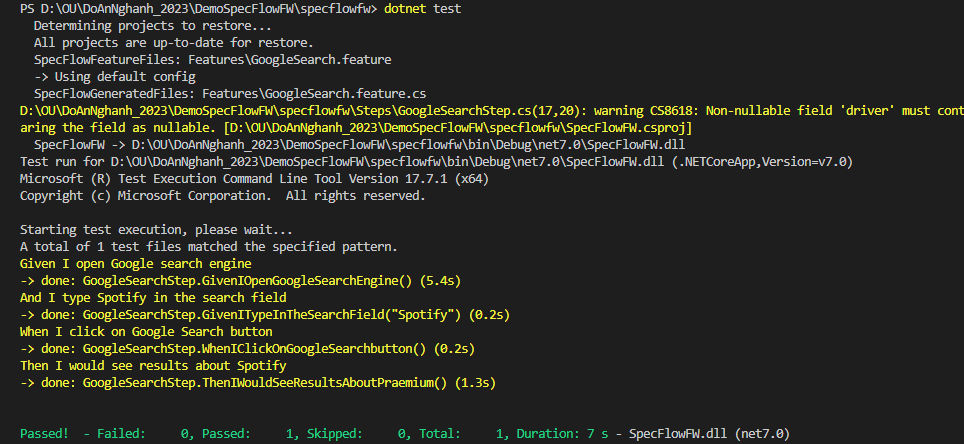 PS D:\OU\DoAnNghanh_2023\DemoSpecFlowFW\specflowfw> dotnet test
  Determining projects to restore...
  All projects are up-to-date for restore.
  SpecFlowFeatureFiles: Features\GoogleSearch.feature
  -> Using default config
  SpecFlowGeneratedFiles: Features\GoogleSearch.feature.cs
D:\OU\DoAnNghanh_2023\DemoSpecFlowFW\specflowfw\Steps\GoogleSearchStep.cs(17,20): warning CS8618: Non-nullable field 'driver' must cont
aring the field as nullable. [D:\OU\DoAnNghanh_2023\DemoSpecFlowFW\specflowfw\SpecFlowFW.csproj]
  SpecFlowFW -> D:\OU\DoAnNghanh_2023\DemoSpecFlowFW\specflowfw\bin\Debug\net7.0\SpecFlowFW.dll
Test run for D:\OU\DoAnNghanh_2023\DemoSpecFlowFW\specflowfw\bin\Debug\net7.0\SpecFlowFW.dll (.NETCoreApp,Version=v7.0)
Microsoft (R) Test Execution Command Line Tool Version 17.7.1 (x64)
Copyright (c) Microsoft Corporation.  All rights reserved.

Starting test execution, please wait...
A total of 1 test files matched the specified pattern.
Given I open Google search engine
-> done: GoogleSearchStep.GivenIOpenGoogleSearchEngine() (5.4s)
And I type Spotify in the search field
-> done: GoogleSearchStep.GivenITypeInTheSearchField("Spotify") (0.2s)
When I click on Google Search button
-> done: GoogleSearchStep.WhenIClickOnGoogleSearchbutton() (0.2s)
Then I would see results about Spotify
-> done: GoogleSearchStep.ThenIWouldSeeResultsAboutPraemium() (1.3s)

Passed!  - Failed:     0, Passed:     1, Skipped:     0, Total:     1, Duration: 7 s - SpecFlowFW.dll (net7.0)